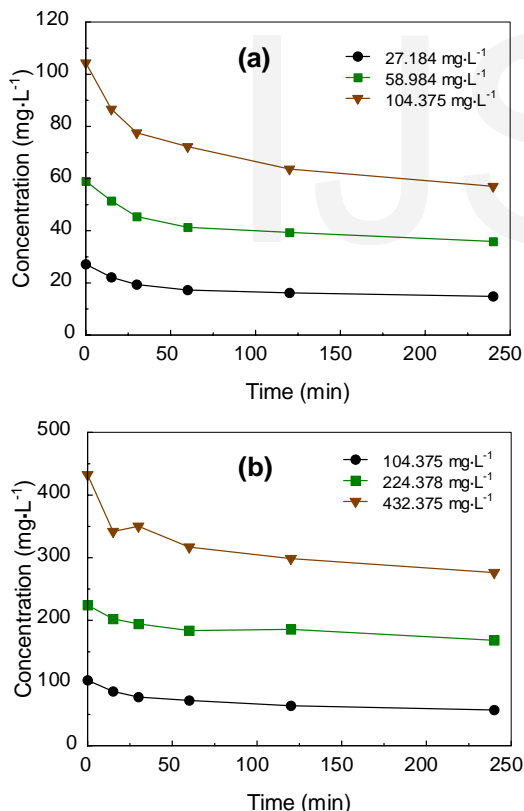 IJS
(a)
27.184 mg·L⁻¹
58.984 mg·L⁻¹
104.375 mg·L⁻¹
Concentration (mg·L⁻¹)
120
100
80
60
40
20
0
0 50 100 150 200 250
Time (min)
(b)
104.375 mg·L⁻¹
224.378 mg·L⁻¹
432.375 mg·L⁻¹
Concentration (mg·L⁻¹)
500
400
300
200
100
0
0 50 100 150 200 250
Time (min)